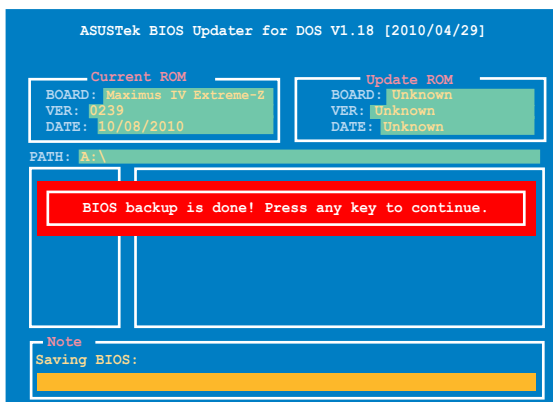 ASUSTek BIOS Updater for DOS V1.18 [2010/04/29]
Current ROM
BOARD: Maximus IV Extreme-Z
VER: 0239
DATE: 10/08/2010
Update ROM
BOARD: Unknown
VER: Unknown
DATE: Unknown
PATH: A:\
BIOS backup is done! Press any key to continue.
Note
Saving BIOS: